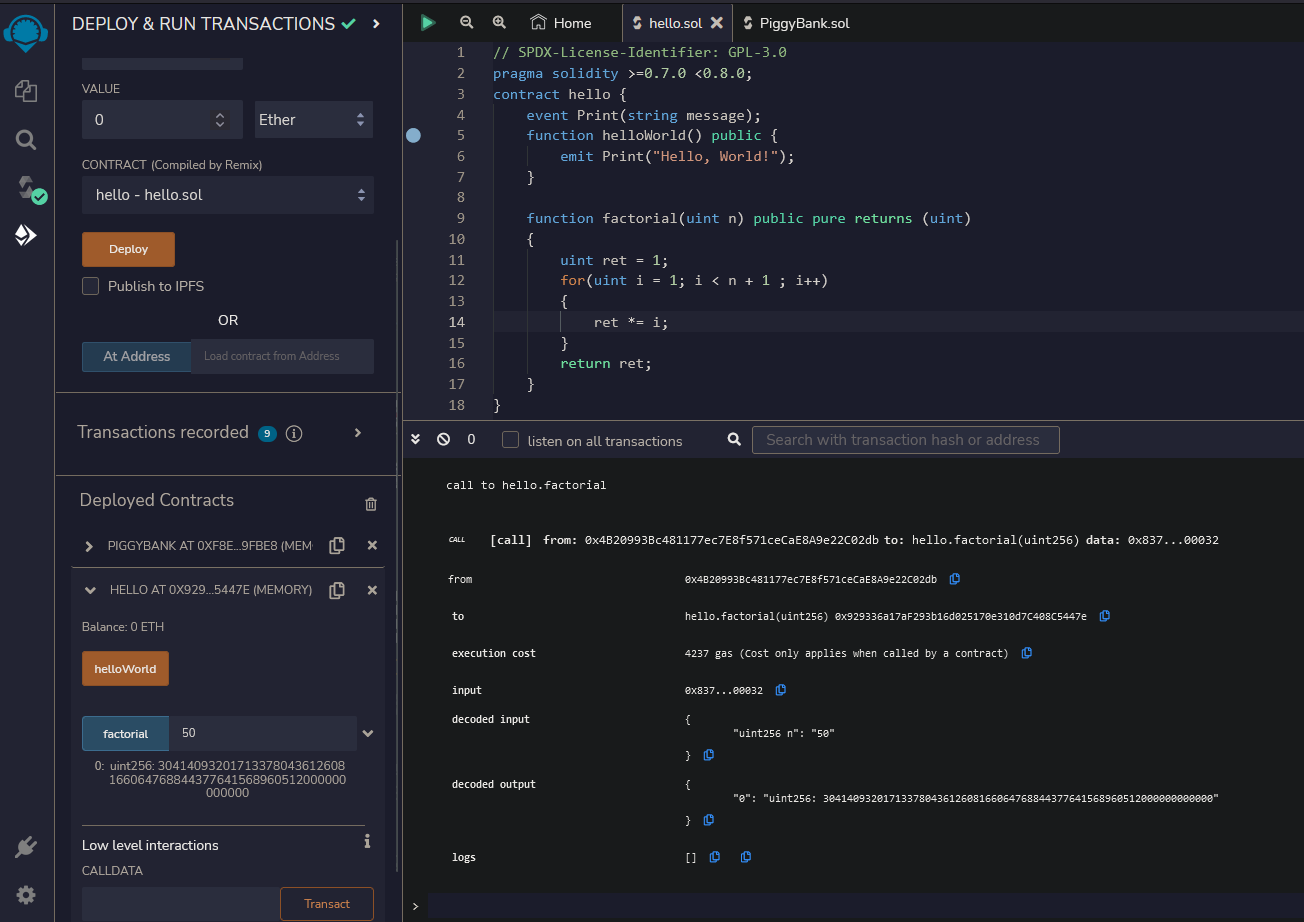 DEPLOY & RUN TRANSACTIONS
VALUE
0 Ether
CONTRACT (Compiled by Remix)
hello - hello.sol
Deploy
Publish to IPFS
OR
At Address Load contract from Address
Transactions recorded 9 i
Deployed Contracts
PIGGYBANK AT 0XF8E...9FBE8 (MEM
HELLO AT 0X929...5447E (MEMORY)
Balance: 0 ETH
helloWorld
factorial 50
0: uint256: 30414093201713378043612608
166064768844377641568960512000000
000000
Low level interactions i
CALLDATA
Transact
Home hello.sol PiggyBank.sol
1 // SPDX-License-Identifier: GPL-3.0
2 pragma solidity >=0.7.0 <0.8.0;
3 contract hello {
4 event Print(string message);
5 function helloWorld() public {
6 emit Print("Hello, World!");
7 }
8
9 function factorial(uint n) public pure returns (uint)
10 {
11 uint ret = 1;
12 for(uint i = 1; i < n + 1 ; i++)
13 {
14 ret *= i;
15 }
16 return ret;
17 }
18 }
0 listen on all transactions Search with transaction hash or address
call to hello.factorial
CALL [call] from: 0x4B20993Bc481177ec7E8f571ceCaE8A9e22C02db to: hello.factorial(uint256) data: 0x837...00032
from 0x4B20993Bc481177ec7E8f571ceCaE8A9e22C02db
to hello.factorial(uint256) 0x929336a17aF293b16d025170e310d7C408C5447e
execution cost 4237 gas (Cost only applies when called by a contract)
input 0x837...00032
decoded input {
"uint256 n": "50"
}
decoded output {
"0": "uint256: 30414093201713378043612608166064768844377641568960512000000000000"
}
logs []
>